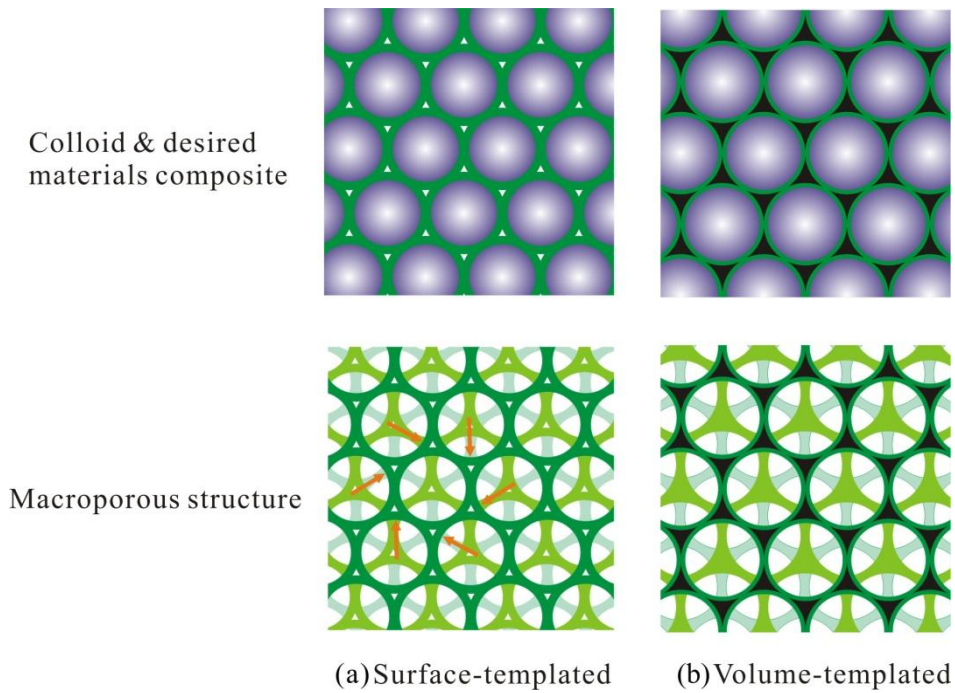 Colloid & desired
materials composite
Macroporous structure
(a) Surface-templated
(b) Volume-templated